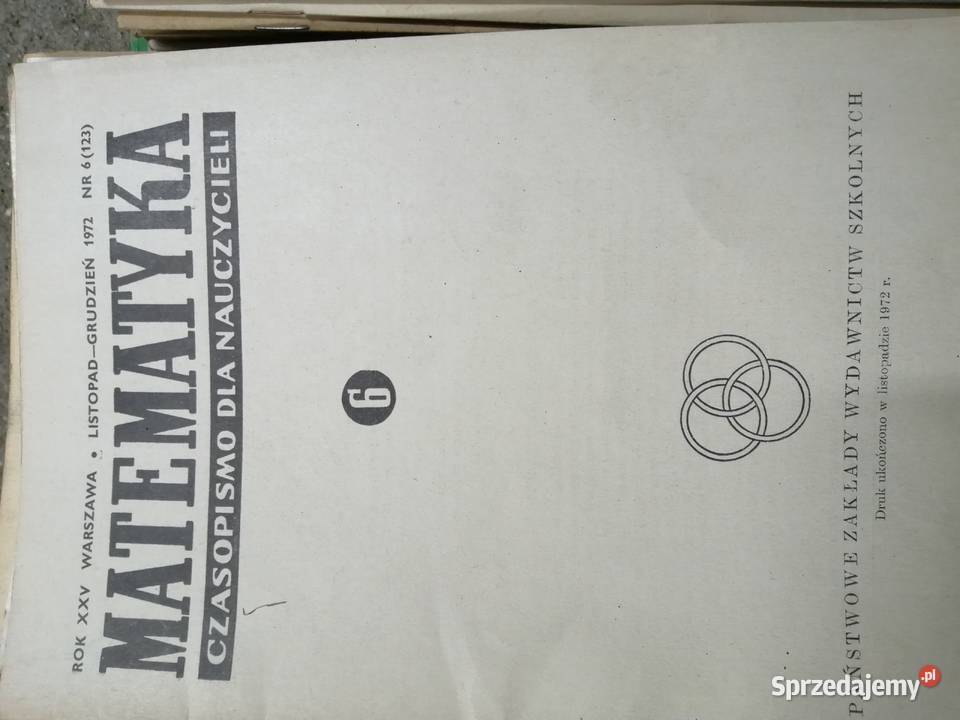 ROK XXV WARSZAWA • LISTOPAD—GRUDZIEŃ 1972 NR 6 (123)
MATEMATYKA
CZASOPISMO DLA NAUCZYCIELI
6
PAŃSTWOWE ZAKŁADY WYDAWNICTW SZKOLNYCH
Druk ukończono w listopadzie 1972 r.
Sprzedajemy.pl